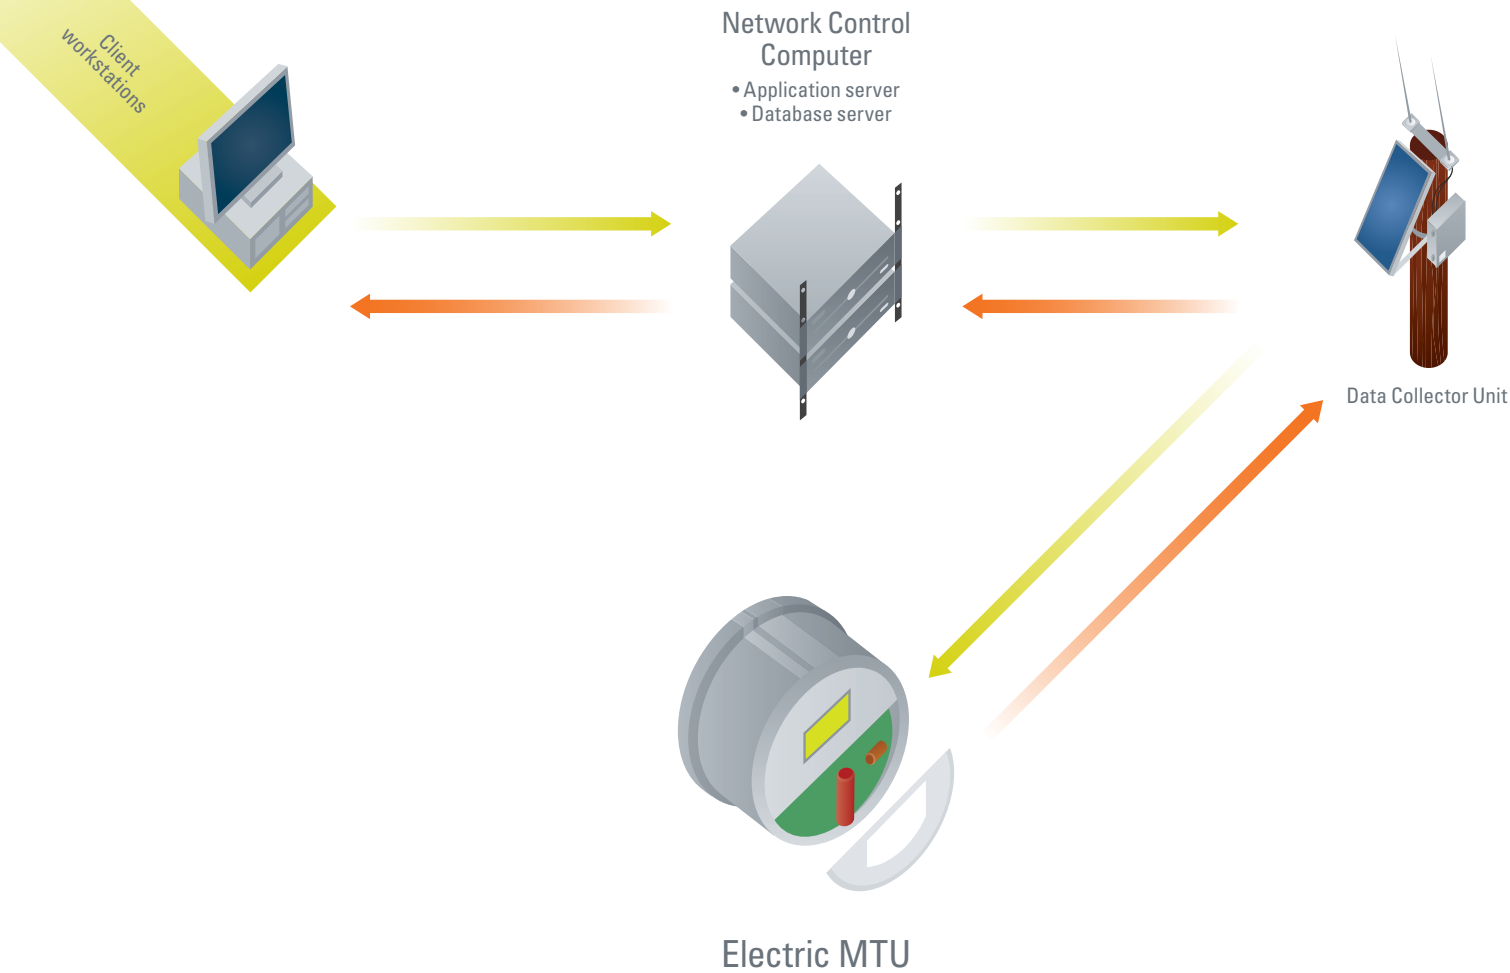 Client
workstations
Network Control
Computer
• Application server
• Database server
Data Collector Unit
Electric MTU